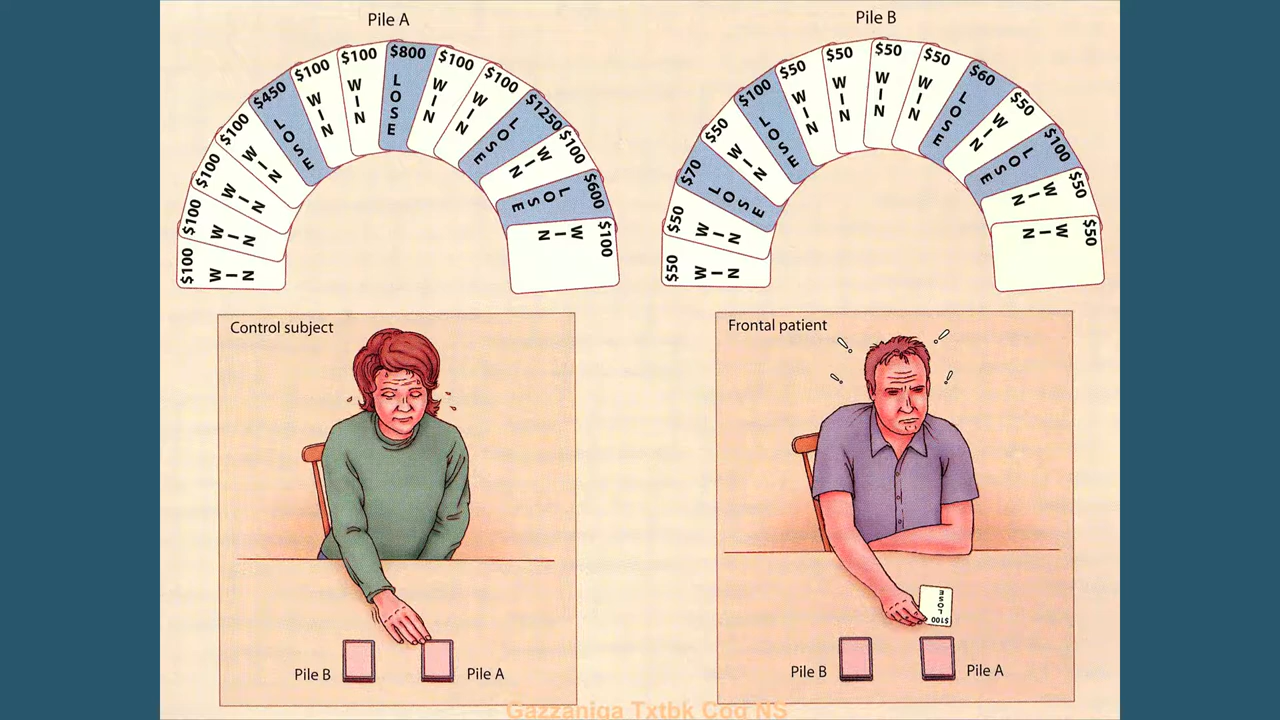 Pile A
$100 WIN
$100 WIN
$100 WIN
$100 WIN
$450 LOSE
$100 WIN
$100 WIN
$800 LOSE
$100 WIN
$100 WIN
$1250 LOSE
$100 WIN
$600 LOSE
$100 WIN
Pile B
$50 WIN
$50 WIN
$70 LOSE
$50 WIN
$100 LOSE
$50 WIN
$50 WIN
$50 WIN
$50 WIN
$60 LOSE
$50 WIN
$100 LOSE
$50 WIN
$50 WIN
Control subject
Pile B
Pile A
Frontal patient
$100 LOSE
Pile B
Pile A
Gazzaniga Txtbk Cog NS